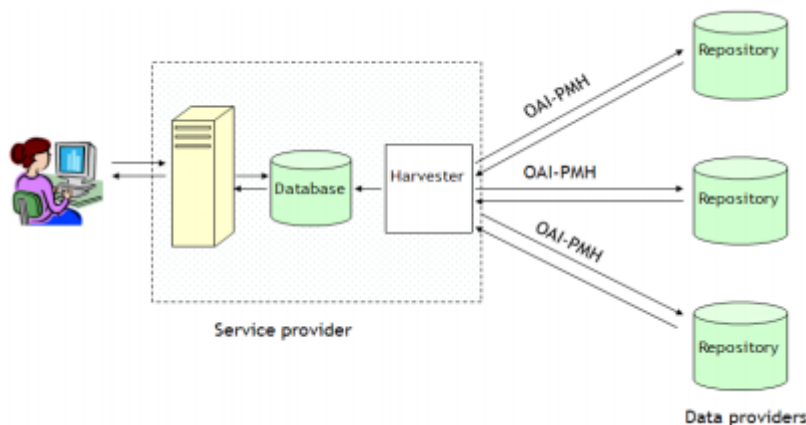 Repository
OAI-PMH
Database
Harvester
OAI-PMH
Repository
OAI-PMH
Service provider
Repository
Data providers